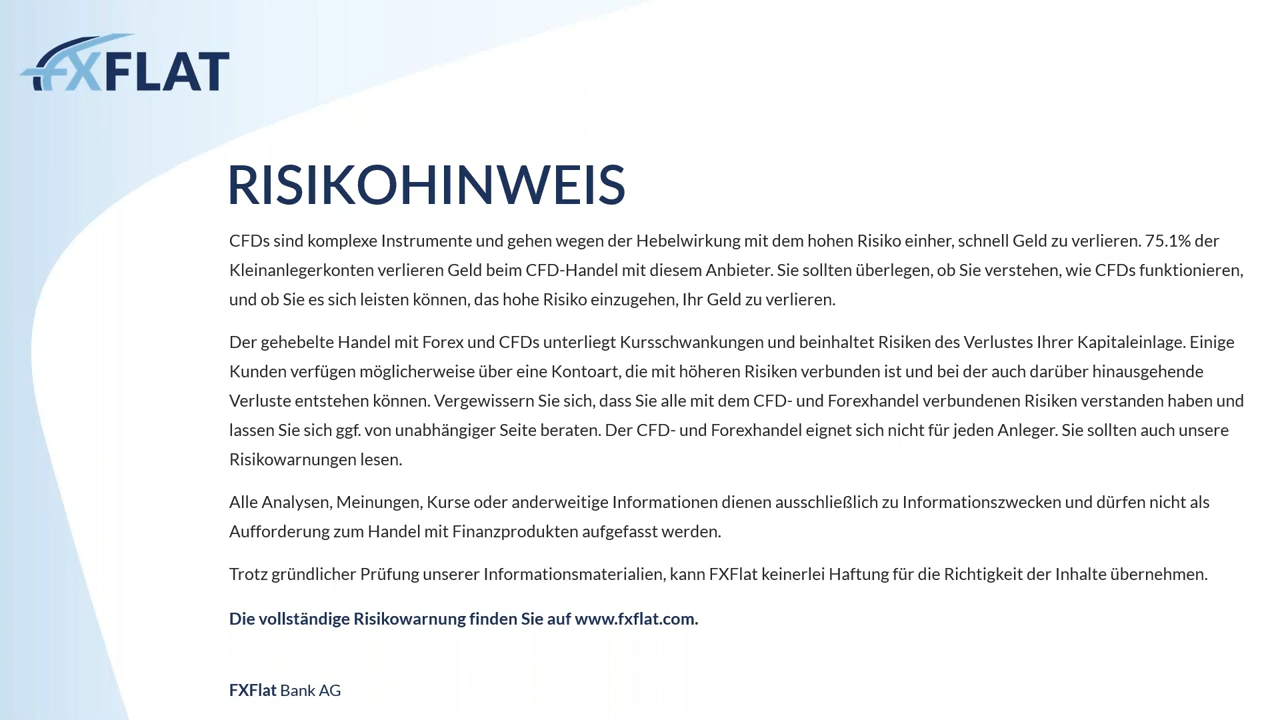 FXFLAT
RISIKOHINWEIS
CFDs sind komplexe Instrumente und gehen wegen der Hebelwirkung mit dem hohen Risiko einher, schnell Geld zu verlieren. 75.1% der
Kleinanlegerkonten verlieren Geld beim CFD-Handel mit diesem Anbieter. Sie sollten überlegen, ob Sie verstehen, wie CFDs funktionieren,
und ob Sie es sich leisten können, das hohe Risiko einzugehen, Ihr Geld zu verlieren.
Der gehebelte Handel mit Forex und CFDs unterliegt Kursschwankungen und beinhaltet Risiken des Verlustes Ihrer Kapitaleinlage. Einige
Kunden verfügen möglicherweise über eine Kontoart, die mit höheren Risiken verbunden ist und bei der auch darüber hinausgehende
Verluste entstehen können. Vergewissern Sie sich, dass Sie alle mit dem CFD- und Forexhandel verbundenen Risiken verstanden haben und
lassen Sie sich ggf. von unabhängiger Seite beraten. Der CFD- und Forexhandel eignet sich nicht für jeden Anleger. Sie sollten auch unsere
Risikowarnungen lesen.
Alle Analysen, Meinungen, Kurse oder anderweitige Informationen dienen ausschließlich zu Informationszwecken und dürfen nicht als
Aufforderung zum Handel mit Finanzprodukten aufgefasst werden.
Trotz gründlicher Prüfung unserer Informationsmaterialien, kann FXFlat keinerlei Haftung für die Richtigkeit der Inhalte übernehmen.
Die vollständige Risikowarnung finden Sie auf www.fxflat.com.
FXFlat Bank AG